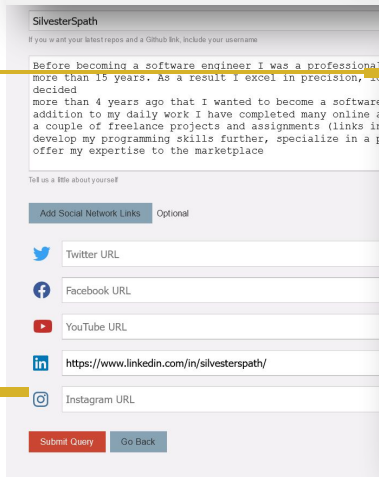 SilvesterSpath
If you want your latest repos and a Github link, include your username
Before becoming a software engineer I was a professional
more than 15 years. As a result I excel in precision,
decided
more than 4 years ago that I wanted to become a software
addition to my daily work I have completed many online
a couple of freelance projects and assignments (links
develop my programming skills further, specialize in a
offer my expertise to the marketplace
Tell us a little about yourself
Add Social Network Links Optional
Twitter URL
Facebook URL
YouTube URL
in https://www.linkedin.com/in/silvesterspath/
Instagram URL
Submit Query Go Back